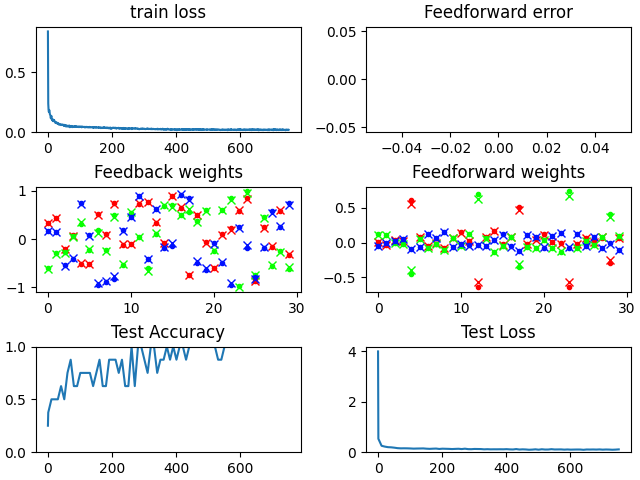 train loss
Feedforward error
0.5
0.0
0 200 400 600
0.05
0.00
−0.05
−0.04 −0.02 0.00 0.02 0.04
Feedback weights
Feedforward weights
1
0
−1
0 10 20 30
0.5
0.0
−0.5
0 10 20 30
Test Accuracy
Test Loss
1.0
0.5
0.0
0 200 400 600
4
2
0
0 200 400 600